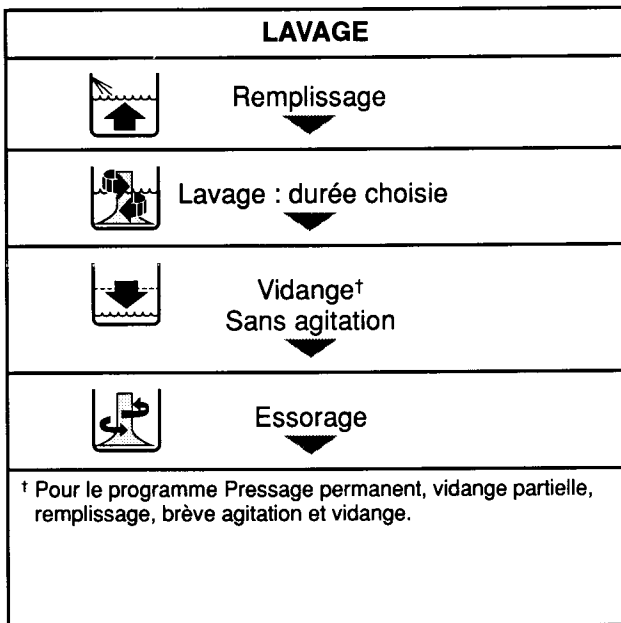 LAVAGE
Remplissage
Lavage : durée choisie
Vidange†
Sans agitation
Essorage
† Pour le programme Pressage permanent, vidange partielle,
remplissage, brève agitation et vidange.